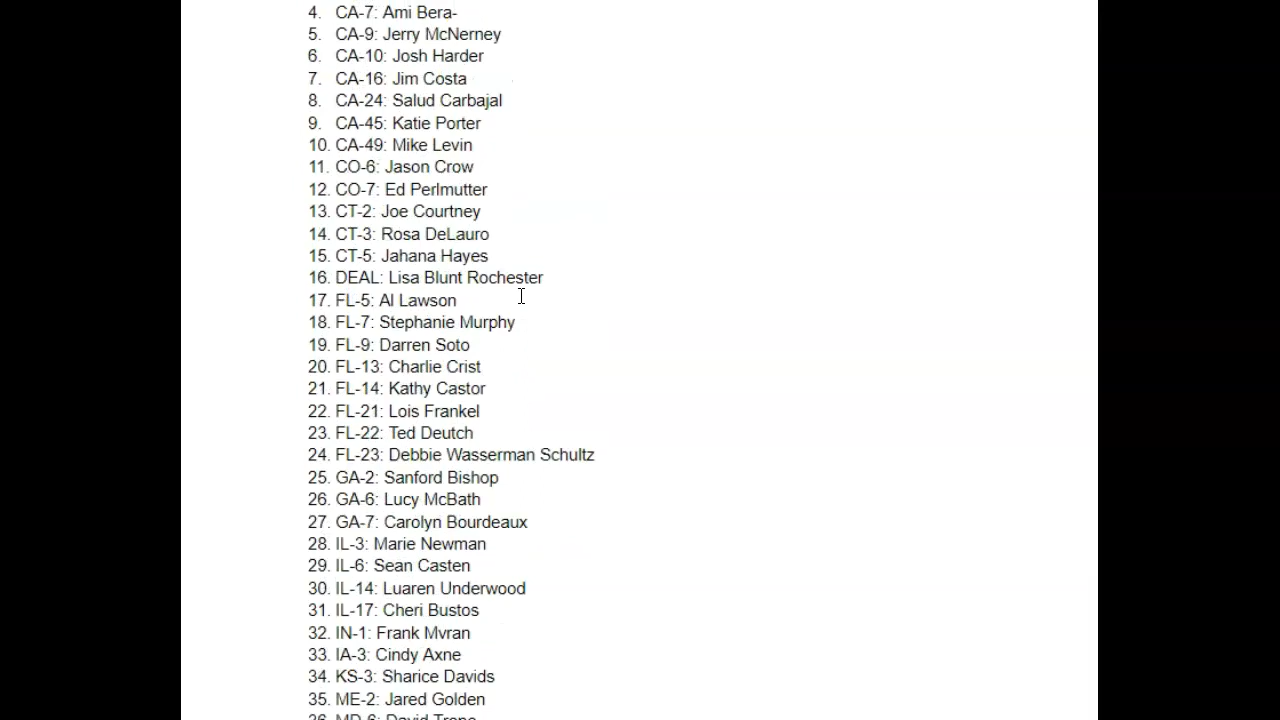 4. CA-7: Ami Bera-
5. CA-9: Jerry McNerney
6. CA-10: Josh Harder
7. CA-16: Jim Costa
8. CA-24: Salud Carbajal
9. CA-45: Katie Porter
10. CA-49: Mike Levin
11. CO-6: Jason Crow
12. CO-7: Ed Perlmutter
13. CT-2: Joe Courtney
14. CT-3: Rosa DeLauro
15. CT-5: Jahana Hayes
16. DEAL: Lisa Blunt Rochester
17. FL-5: Al Lawson
18. FL-7: Stephanie Murphy
19. FL-9: Darren Soto
20. FL-13: Charlie Crist
21. FL-14: Kathy Castor
22. FL-21: Lois Frankel
23. FL-22: Ted Deutch
24. FL-23: Debbie Wasserman Schultz
25. GA-2: Sanford Bishop
26. GA-6: Lucy McBath
27. GA-7: Carolyn Bourdeaux
28. IL-3: Marie Newman
29. IL-6: Sean Casten
30. IL-14: Luaren Underwood
31. IL-17: Cheri Bustos
32. IN-1: Frank Mvran
33. IA-3: Cindy Axne
34. KS-3: Sharice Davids
35. ME-2: Jared Golden
36. MD-6: David Trone